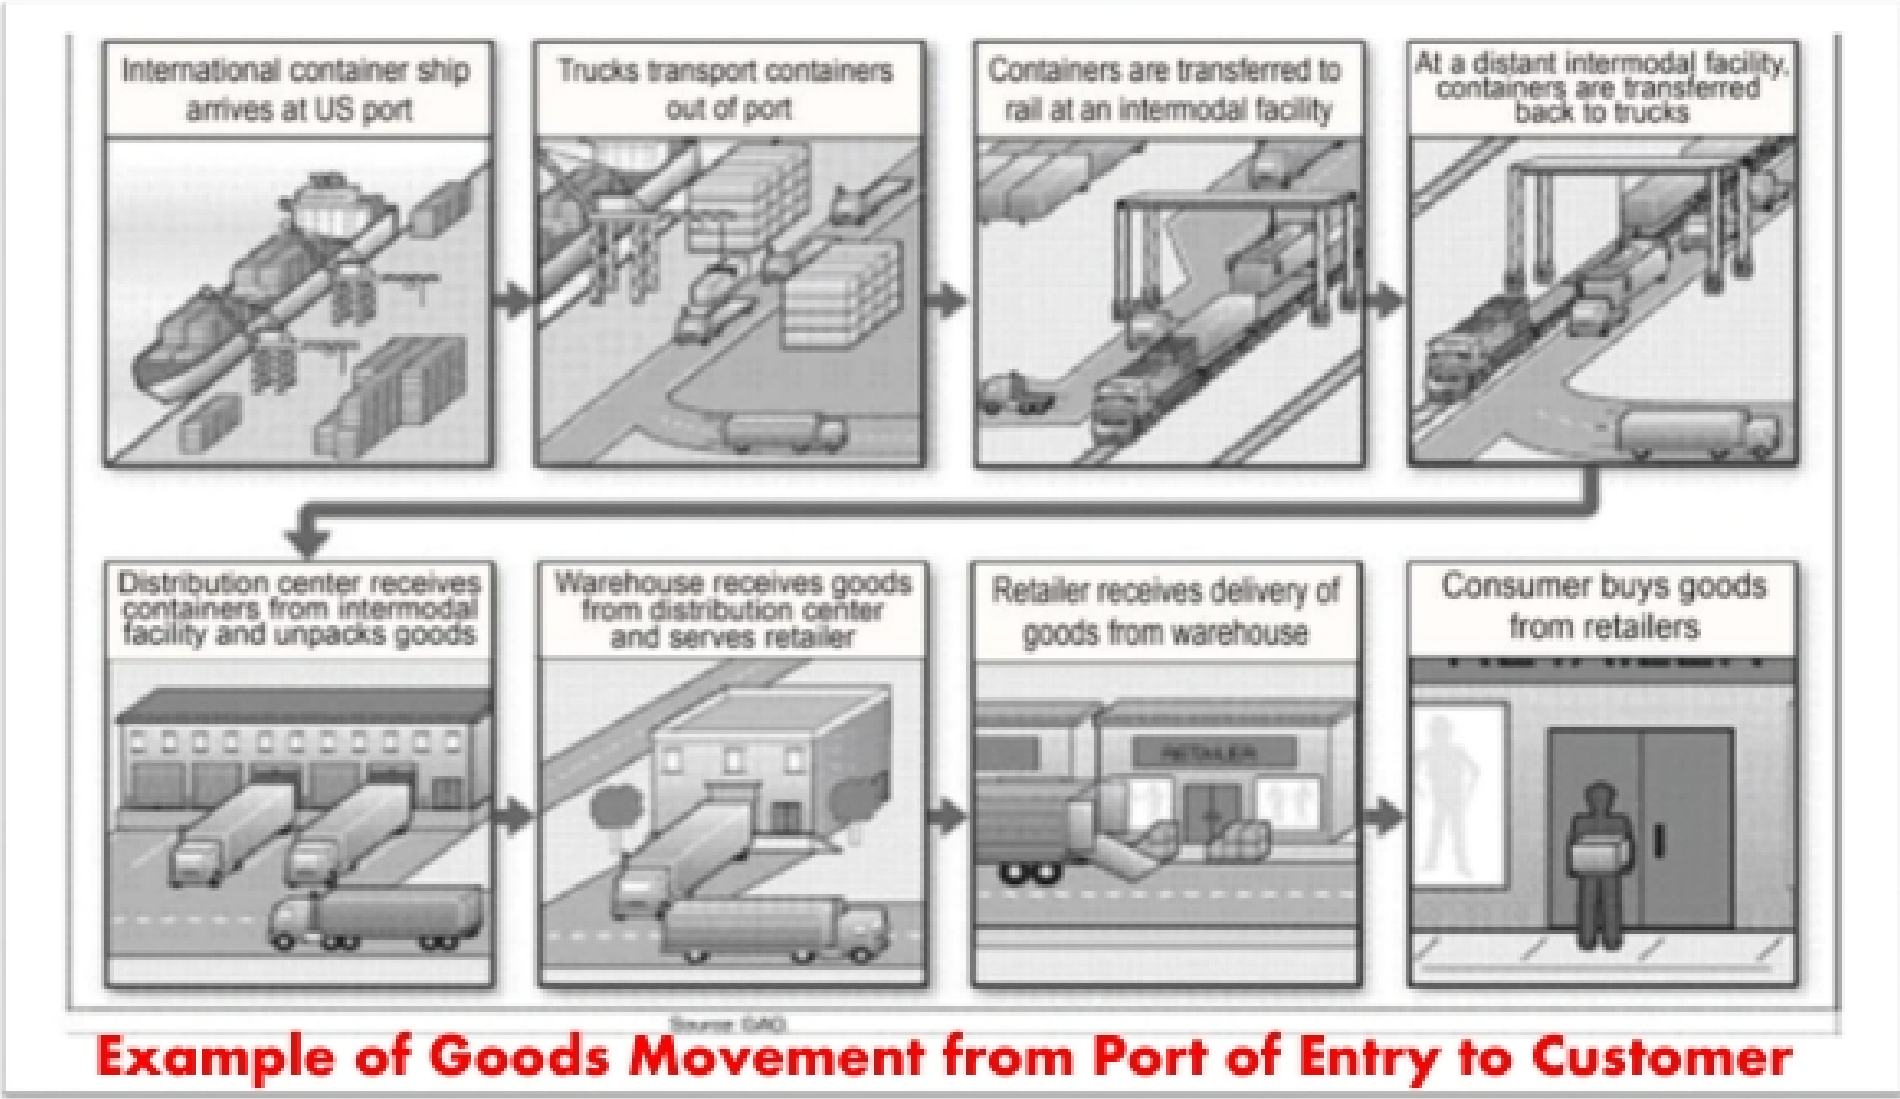 International container ship
arrives at US port
Trucks transport containers
out of port
Containers are transferred to
rail at an intermodal facility
At a distant intermodal facility,
containers are transferred
back to trucks
Distribution center receives
containers from intermodal
facility and unpacks goods
Warehouse receives goods
from distribution center
and serves retailer
Retailer receives delivery of
goods from warehouse
RETAILER
Consumer buys goods
from retailers
Source: GAO.
Example of Goods Movement from Port of Entry to Customer